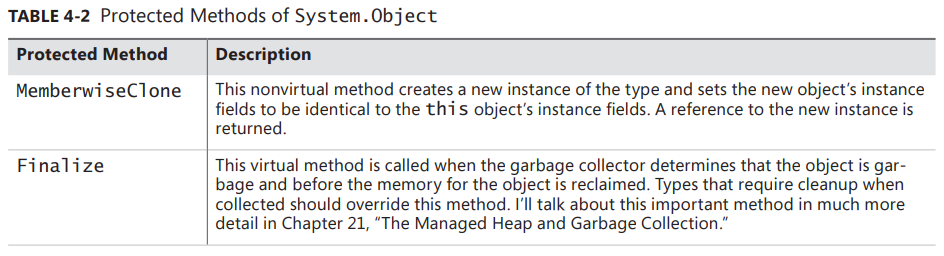 TABLE 4-2 Protected Methods of System.Object
Protected Method Description
MemberwiseClone This nonvirtual method creates a new instance of the type and sets the new object’s instance
fields to be identical to the this object’s instance fields. A reference to the new instance is
returned.
Finalize This virtual method is called when the garbage collector determines that the object is gar-
bage and before the memory for the object is reclaimed. Types that require cleanup when
collected should override this method. I’ll talk about this important method in much more
detail in Chapter 21, “The Managed Heap and Garbage Collection.”